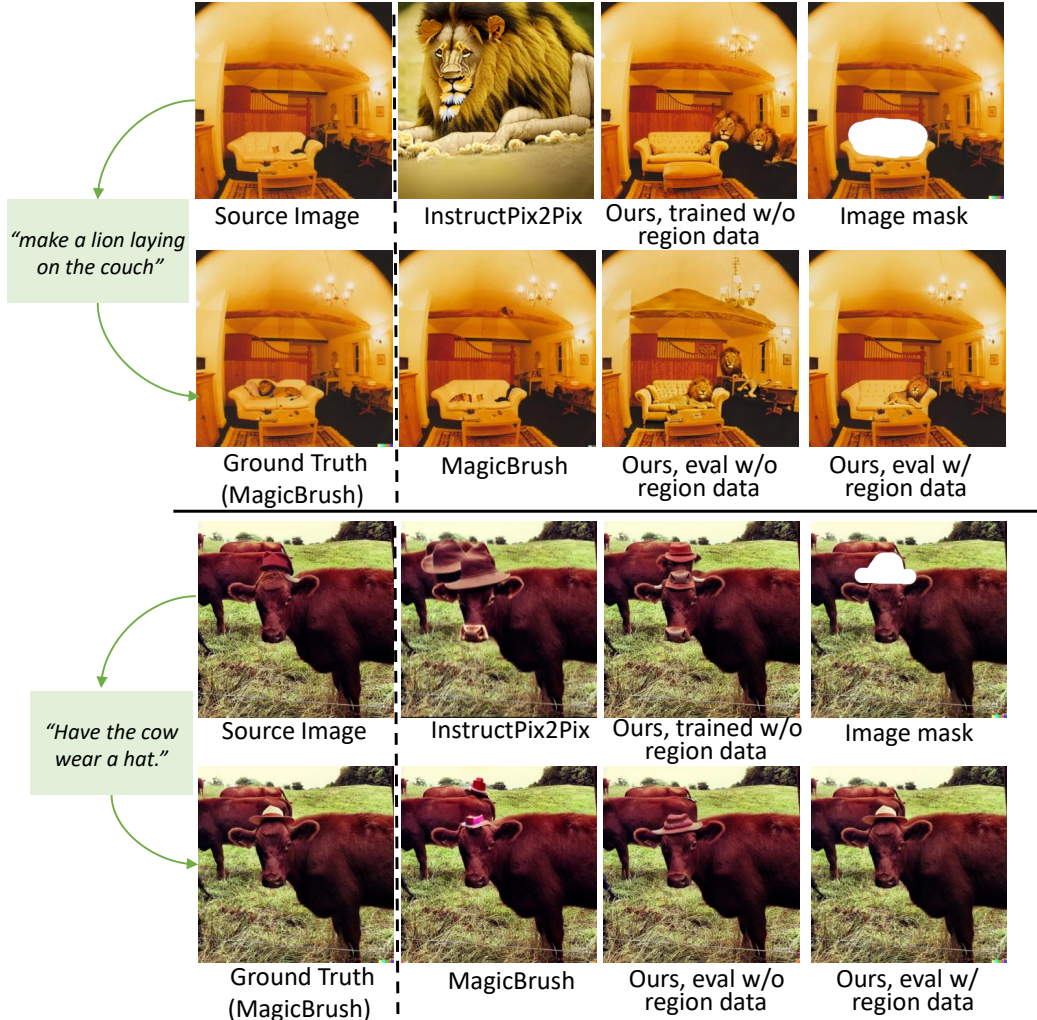 Source Image
InstructPix2Pix
Ours, trained w/o
region data
Image mask
“make a lion laying
on the couch”
Ground Truth
(MagicBrush)
MagicBrush
Ours, eval w/o
region data
Ours, eval w/
region data
Source Image
InstructPix2Pix
Ours, trained w/o
region data
Image mask
“Have the cow
wear a hat.”
Ground Truth
(MagicBrush)
MagicBrush
Ours, eval w/o
region data
Ours, eval w/
region data